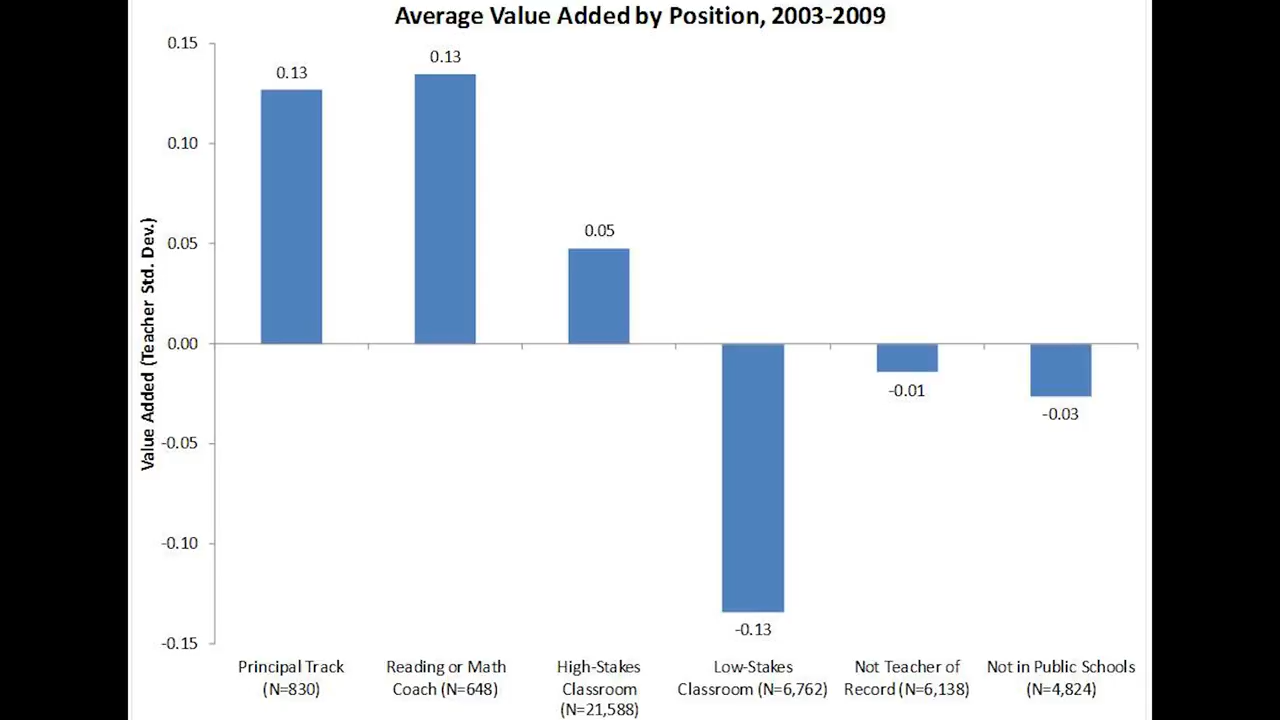 Average Value Added by Position, 2003-2009
Value Added (Teacher Std. Dev.)
0.15
0.10
0.05
0.00
-0.05
-0.10
-0.15
0.13
0.13
0.05
-0.13
-0.01
-0.03
Principal Track
(N=830)
Reading or Math
Coach (N=648)
High-Stakes
Classroom
(N=21,588)
Low-Stakes
Classroom (N=6,762)
Not Teacher of
Record (N=6,138)
Not in Public Schools
(N=4,824)